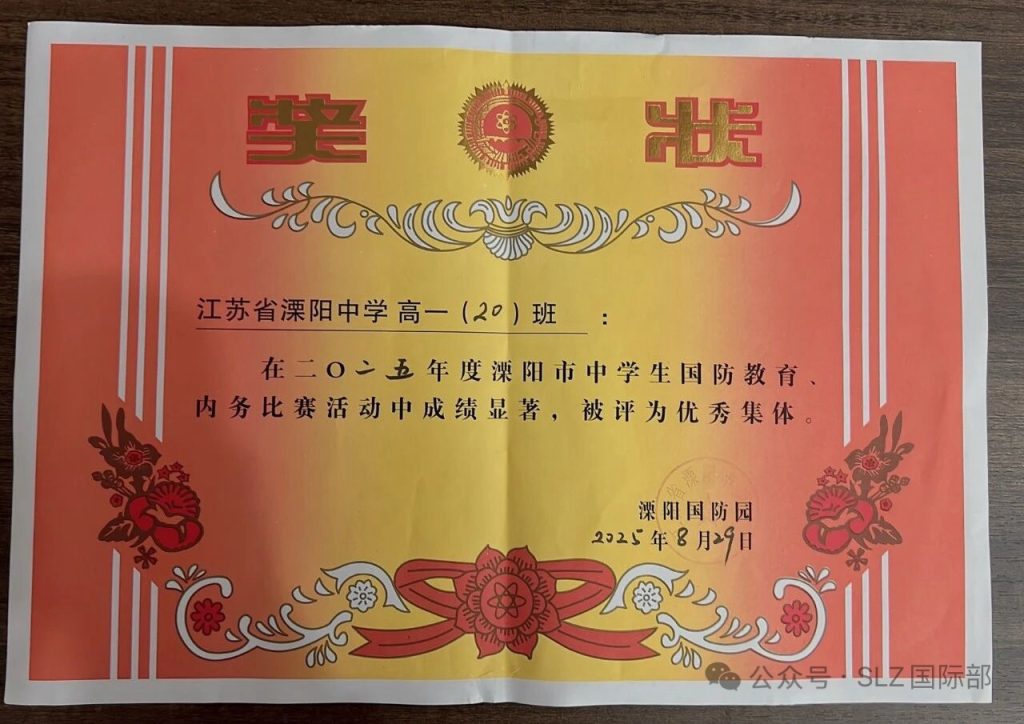 奖状
江苏省溧阳中学 高一（20）班：
在二〇二五年度溧阳市中学生国防教育、
内务比赛活动中成绩显著，被评为优秀集体。
溧阳国防园
2025年8月29日
公众号·SLZ国际部